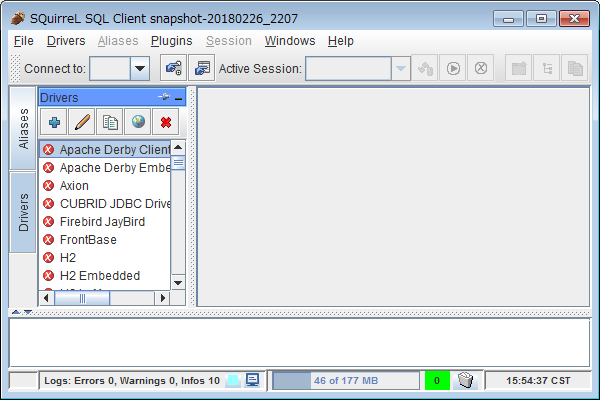 SQuirreL SQL Client snapshot-20180226_2207
File Drivers Aliases Plugins Session Windows Help
Connect to: Active Session:
Aliases
Drivers
Drivers
Apache Derby Client
Apache Derby Embe
Axion
CUBRID JDBC Drive
Firebird JayBird
FrontBase
H2
H2 Embedded
Logs: Errors 0, Warnings 0, Infos 10 46 of 177 MB 0 15:54:37 CST